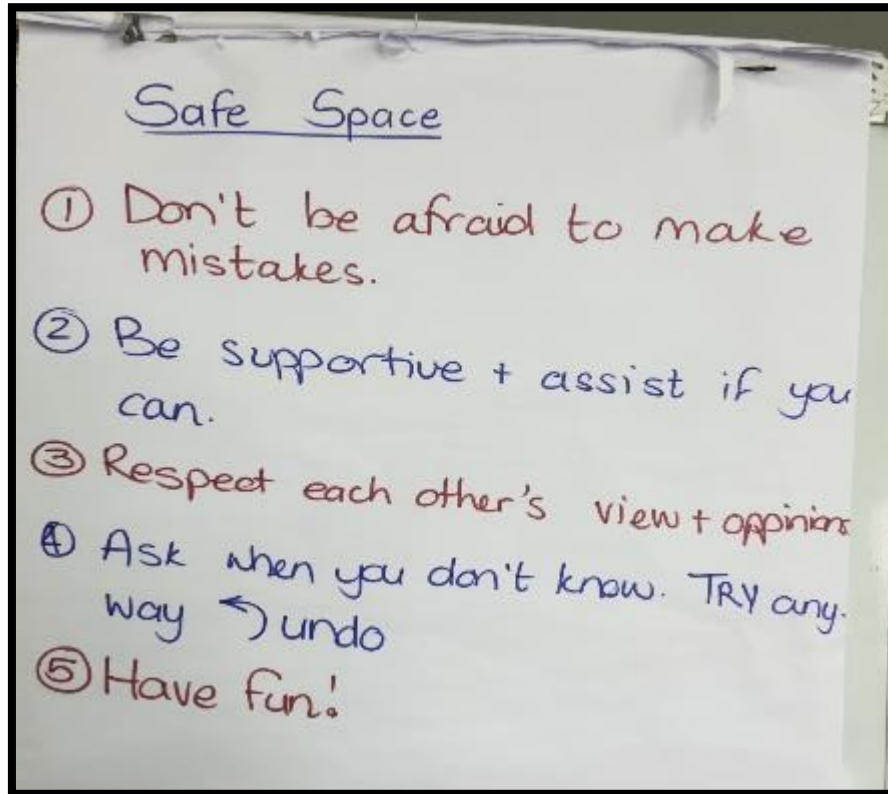 Safe Space
① Don't be afraid to make
mistakes.
② Be supportive + assist if you
can.
③ Respect each other's view + oppinions
④ Ask when you don't know. TRY any.
way ↶ undo
⑤ Have fun!